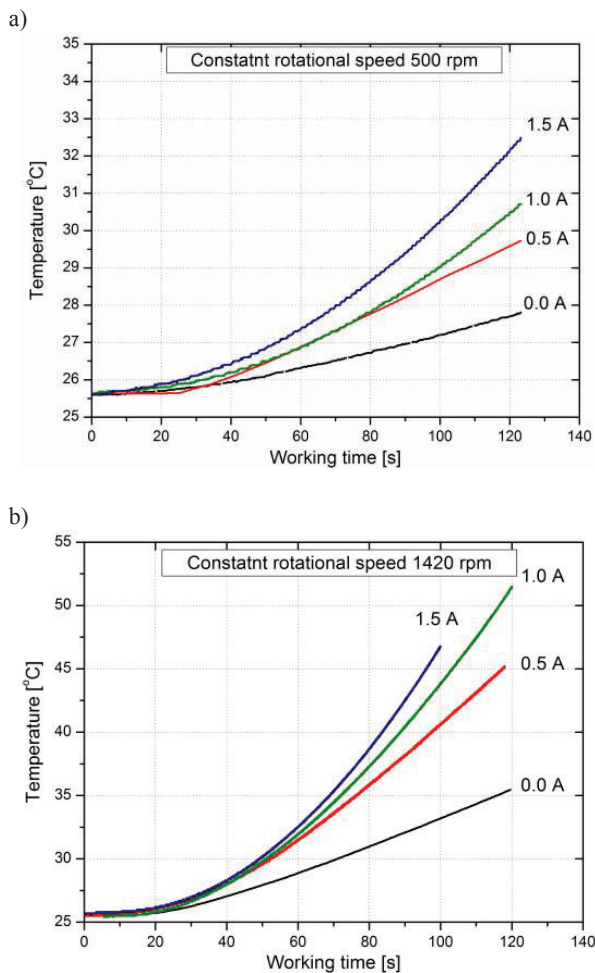 a)
Constatnt rotational speed 500 rpm
35
34
33
32
31
30
29
28
27
26
25
Temperature [°C]
1.5 A
1.0 A
0.5 A
0.0 A
0 20 40 60 80 100 120 140
Working time [s]
b)
Constatnt rotational speed 1420 rpm
55
50
45
40
35
30
25
Temperature [°C]
1.0 A
1.5 A
0.5 A
0.0 A
0 20 40 60 80 100 120 140
Working time [s]